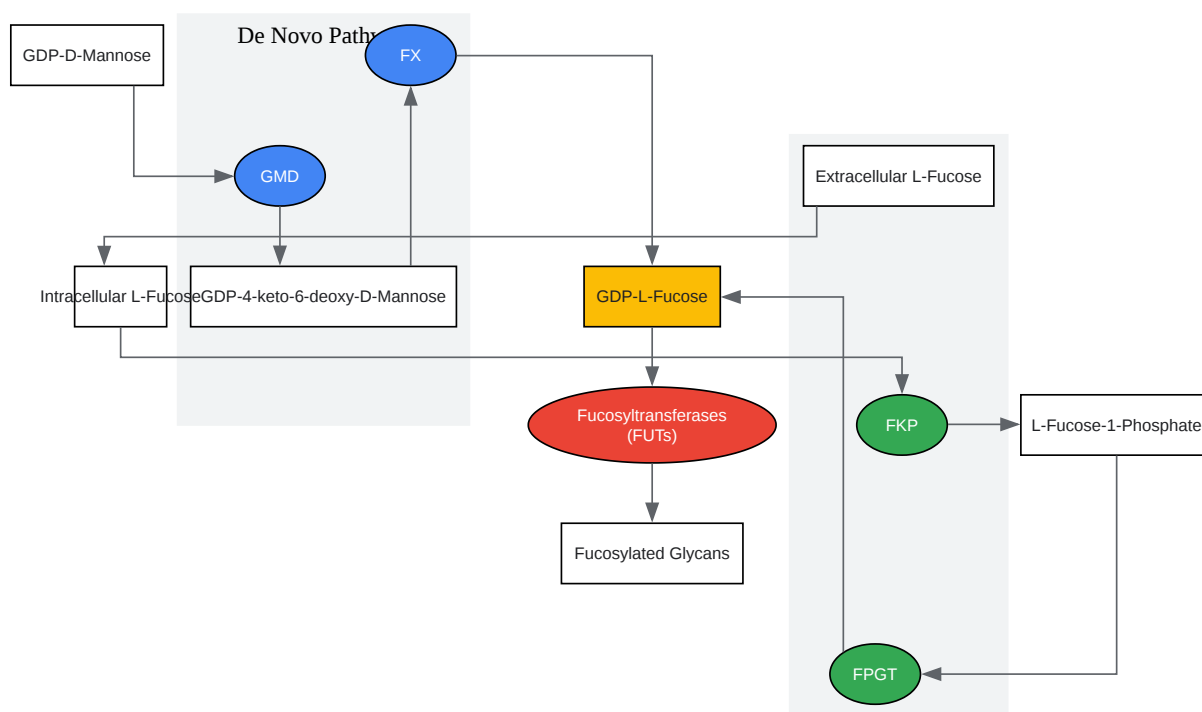 De Novo Path
FX
GDP-D-Mannose
GMD
Extracellular L-Fucose
Intracellular L-Fucose
GDP-4-keto-6-deoxy-D-Mannose
GDP-L-Fucose
Fucosyltransferases
(FUTs)
FKP
L-Fucose-1-Phosphate
Fucosylated Glycans
FPGT